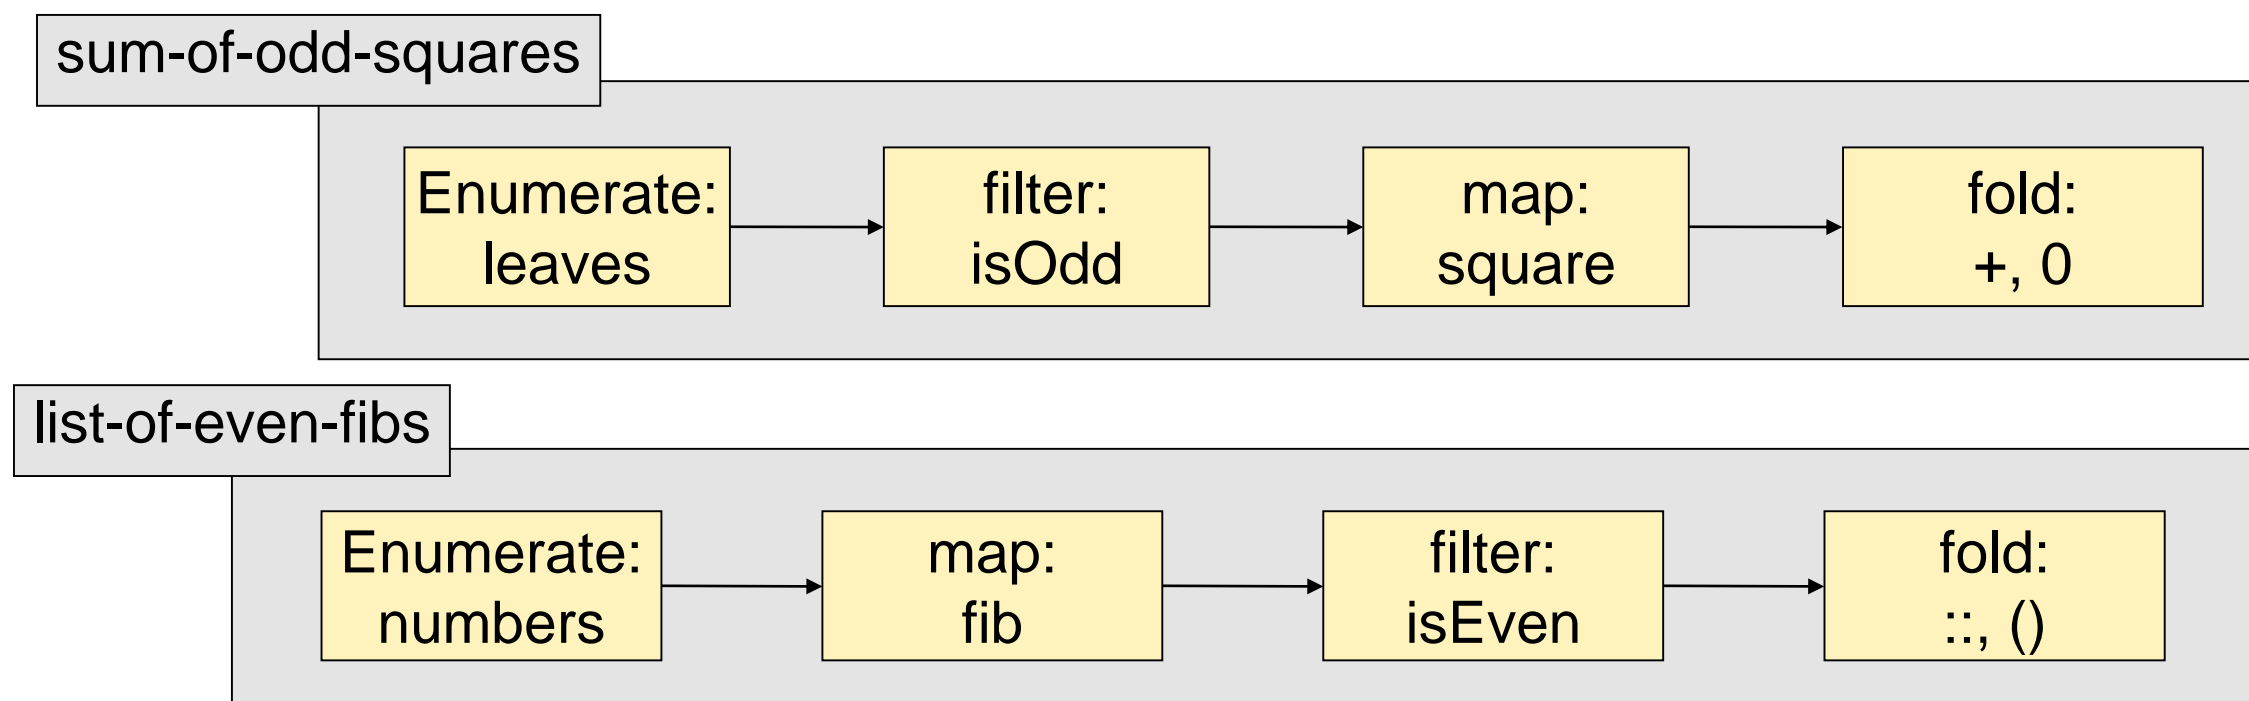 sum-of-odd-squares
Enumerate:
leaves
filter:
isOdd
map:
square
fold:
+, 0
list-of-even-fibs
Enumerate:
numbers
map:
fib
filter:
isEven
fold:
::, ()